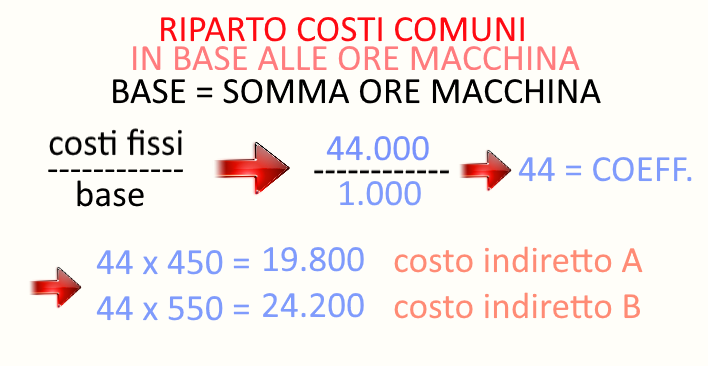 RIPARTO COSTI COMUNI
IN BASE ALLE ORE MACCHINA
BASE = SOMMA ORE MACCHINA
costi fissi
------------
base
44.000
------------
1.000
44 = COEFF.
44 x 450 = 19.800 costo indiretto A
44 x 550 = 24.200 costo indiretto B